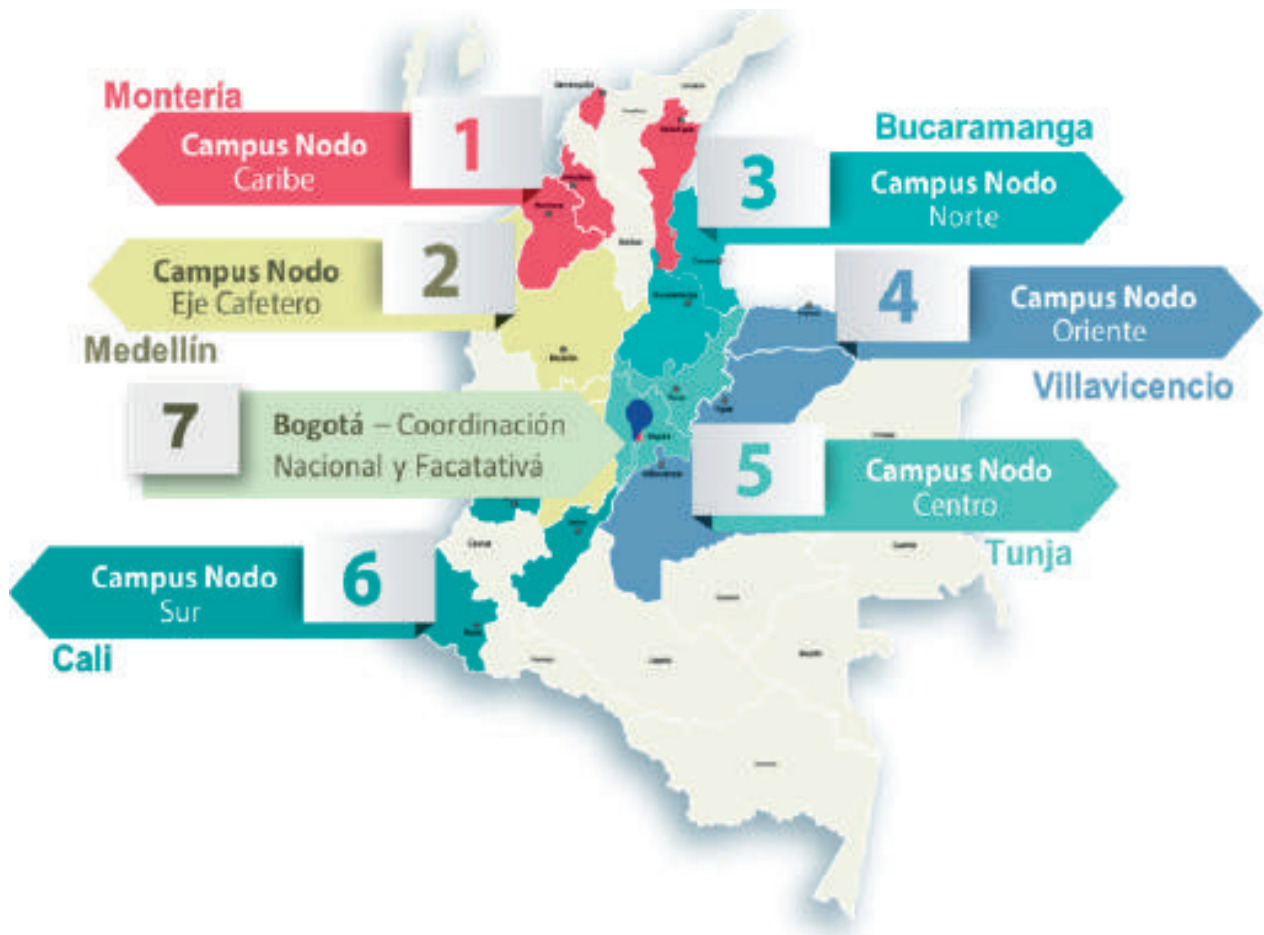 Montería
1
Campus Nodo
Caribe
Bucaramanga
3
Campus Nodo
Norte
2
Campus Nodo
Eje Cafetero
Medellín
4
Campus Nodo
Oriente
Villavicencio
7
Bogotá – Coordinación
Nacional y Facatativá
5
Campus Nodo
Centro
Tunja
6
Campus Nodo
Sur
Cali